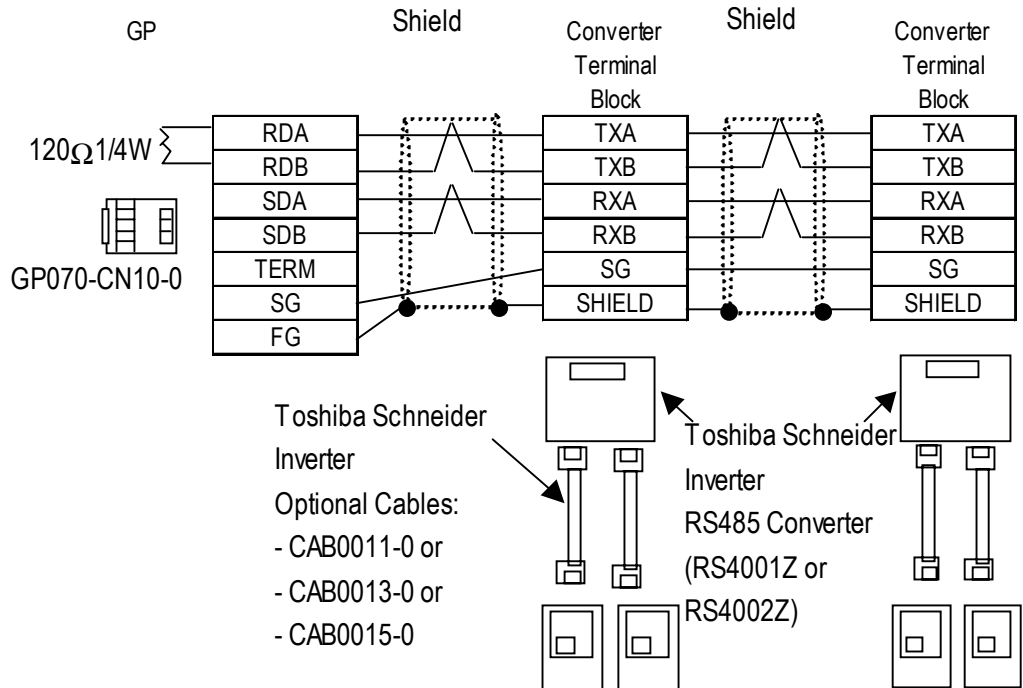 GP
Shield
Converter
Terminal
Block
Shield
Converter
Terminal
Block
120Ω1/4W
GP070-CN10-0
RDA
RDB
SDA
SDB
TERM
SG
FG
TXA
TXB
RXA
RXB
SG
SHIELD
TXA
TXB
RXA
RXB
SG
SHIELD
Toshiba Schneider
Inverter
Optional Cables:
- CAB0011-0 or
- CAB0013-0 or
- CAB0015-0
Toshiba Schneider
Inverter
RS485 Converter
(RS4001Z or
RS4002Z)